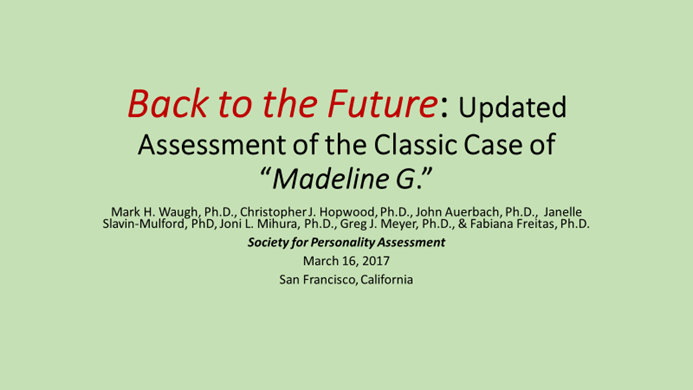 Back to the Future: Updated
Assessment of the Classic Case of
“Madeline G.”
Mark H. Waugh, Ph.D., Christopher J. Hopwood, Ph.D., John Auerbach, Ph.D., Janelle
Slavin-Mulford, PhD, Joni L. Mihura, Ph.D., Greg J. Meyer, Ph.D., & Fabiana Freitas, Ph.D.
Society for Personality Assessment
March 16, 2017
San Francisco, California